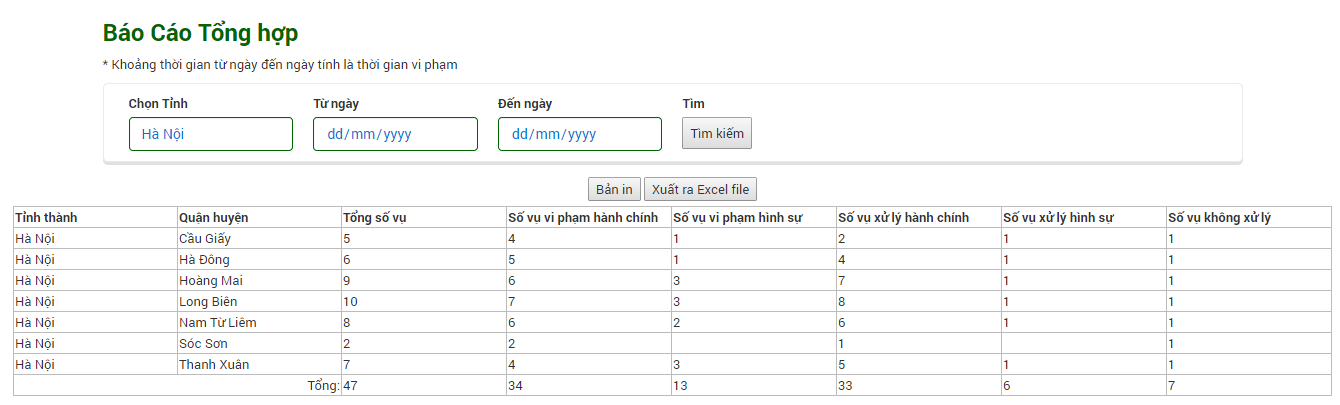 Báo Cáo Tổng hợp
* Khoảng thời gian từ ngày đến ngày tính là thời gian vi phạm
Chọn Tỉnh Từ ngày Đến ngày Tìm
Hà Nội dd/mm/yyyy dd/mm/yyyy Tìm kiếm
Bản in Xuất ra Excel file
Tỉnh thành Quận huyện Tổng số vụ Số vụ vi phạm hành chính Số vụ vi phạm hình sự Số vụ xử lý hành chính Số vụ xử lý hình sự Số vụ không xử lý
Hà Nội Cầu Giấy 5 4 1 2 1 1
Hà Nội Hà Đông 6 5 1 4 1 1
Hà Nội Hoàng Mai 9 6 3 7 1 1
Hà Nội Long Biên 10 7 3 8 1 1
Hà Nội Nam Từ Liêm 8 6 2 6 1 1
Hà Nội Sóc Sơn 2 2 1 1
Hà Nội Thanh Xuân 7 4 3 5 1 1
Tổng: 47 34 13 33 6 7